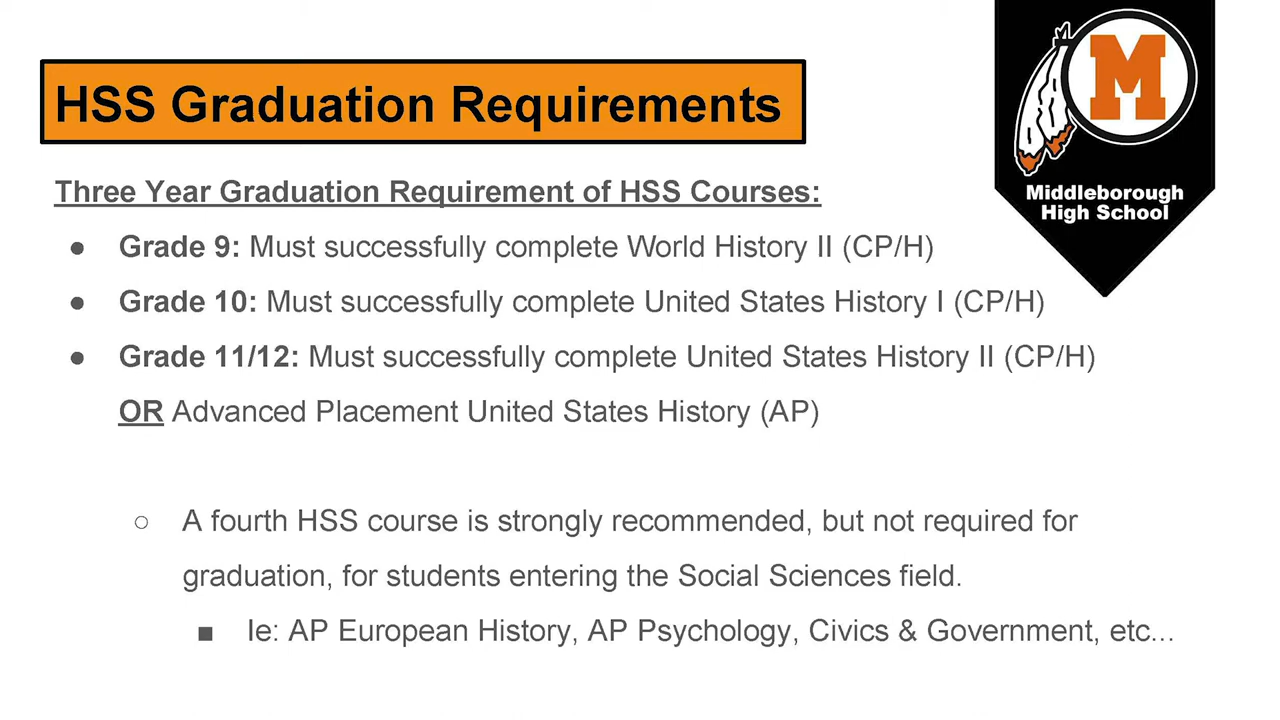 HSS Graduation Requirements
M
Middleborough
High School
Three Year Graduation Requirement of HSS Courses:
● Grade 9: Must successfully complete World History II (CP/H)
● Grade 10: Must successfully complete United States History I (CP/H)
● Grade 11/12: Must successfully complete United States History II (CP/H)
OR Advanced Placement United States History (AP)
○ A fourth HSS course is strongly recommended, but not required for
graduation, for students entering the Social Sciences field.
■ Ie: AP European History, AP Psychology, Civics & Government, etc...